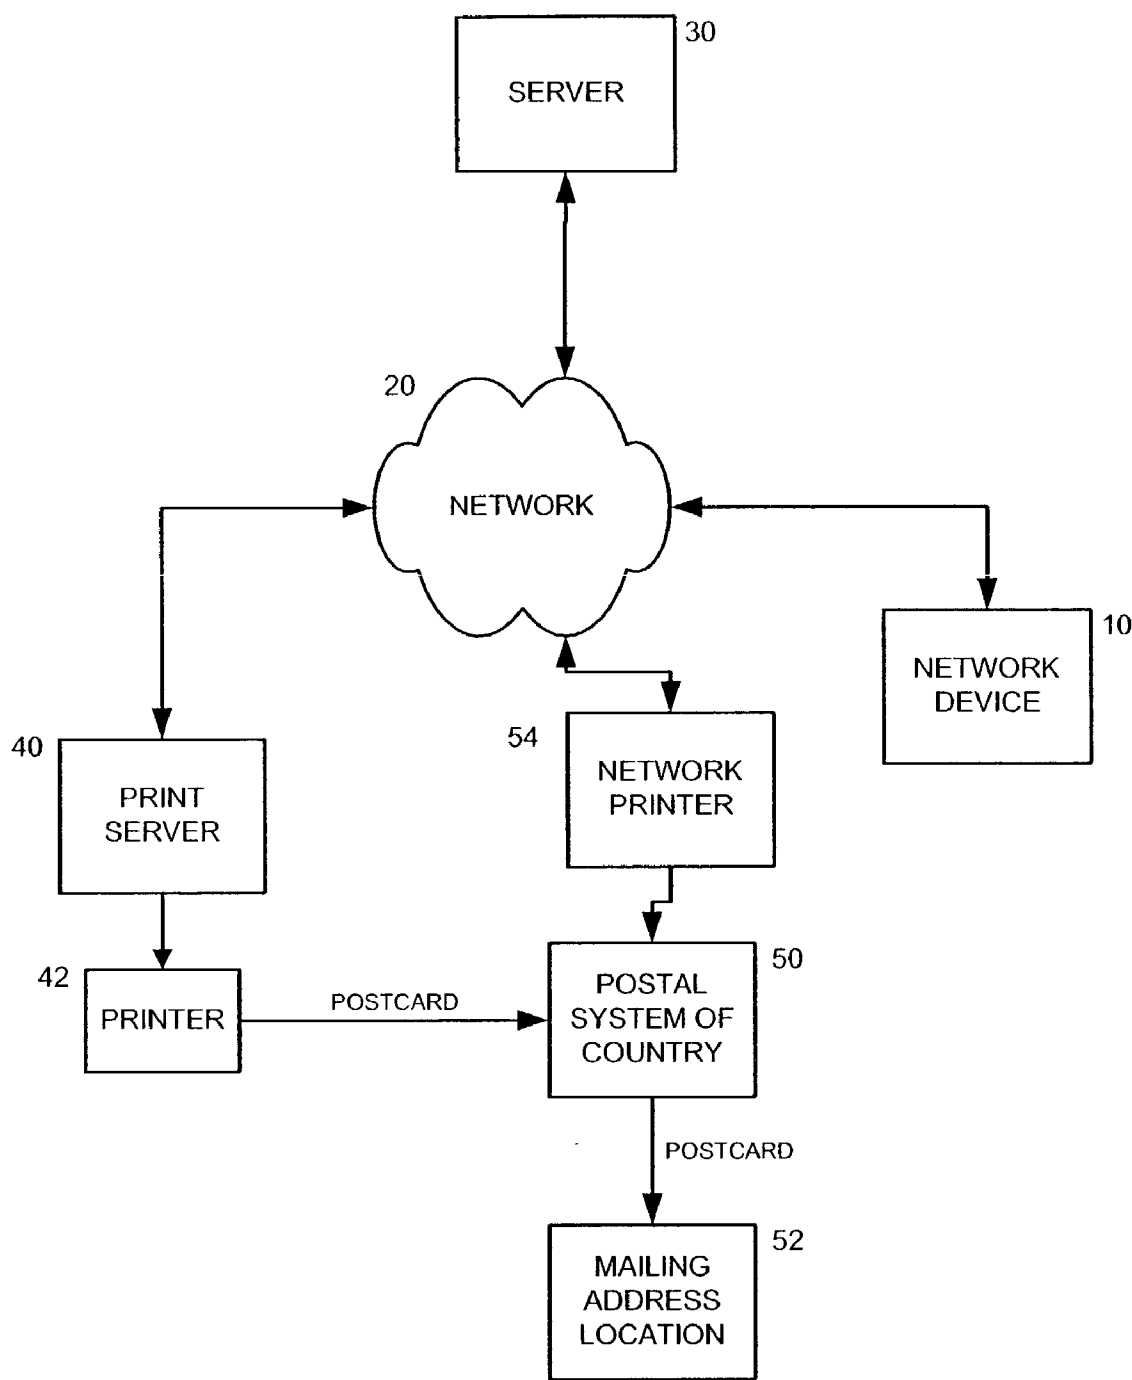 30
SERVER
20
NETWORK
10
NETWORK
DEVICE
54
NETWORK
PRINTER
40
PRINT
SERVER
42
PRINTER
POSTCARD
50
POSTAL
SYSTEM OF
COUNTRY
POSTCARD
52
MAILING
ADDRESS
LOCATION